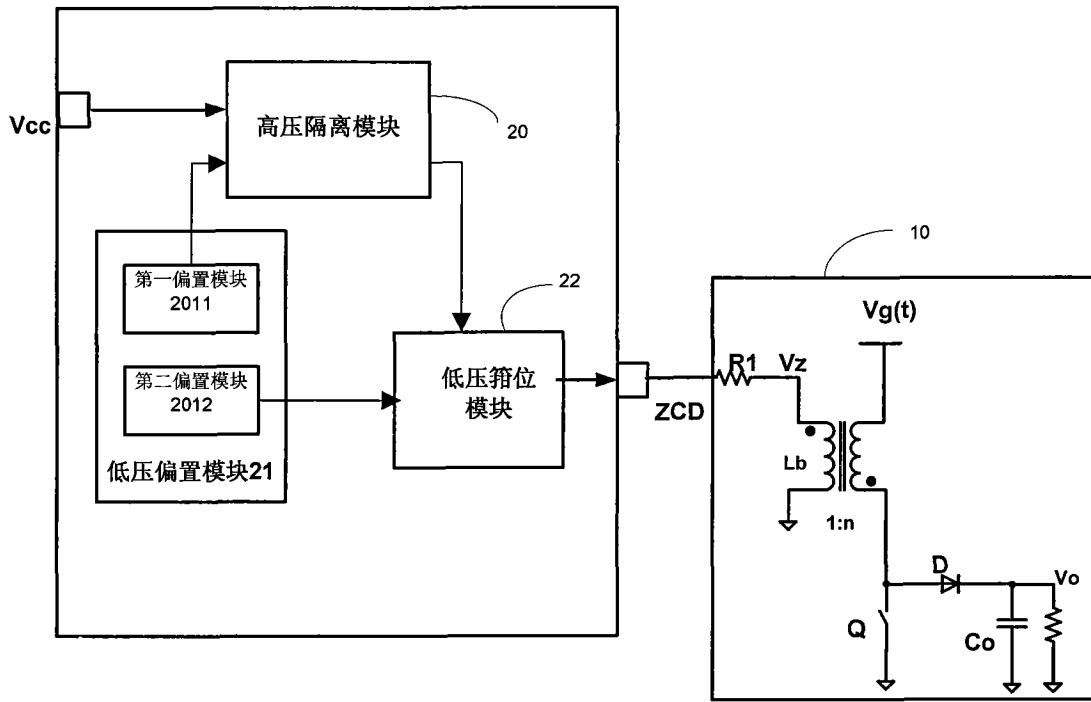 Vcc
高压隔离模块
20
第一偏置模块
2011
第二偏置模块
2012
低压偏置模块21
22
低压箝位
模块
ZCD
10
Vg(t)
R1
Vz
Lb
1:n
D
Vo
Q
Co